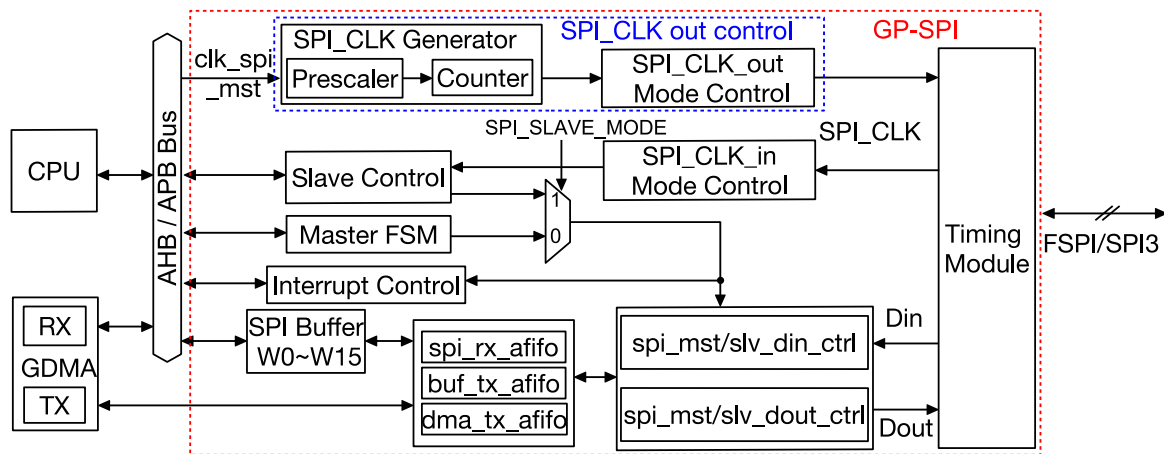 SPI_CLK Generator
SPI_CLK out control
GP-SPI
clk_spi
_mst
Prescaler
Counter
SPI_CLK_out
Mode Control
SPI_SLAVE_MODE
SPI_CLK
CPU
AHB / APB Bus
Slave Control
SPI_CLK_in
Mode Control
1
0
Master FSM
Timing
Module
FSPI/SPI3
Interrupt Control
RX
GDMA
TX
SPI Buffer
W0~W15
spi_rx_afifo
buf_tx_afifo
dma_tx_afifo
spi_mst/slv_din_ctrl
spi_mst/slv_dout_ctrl
Din
Dout